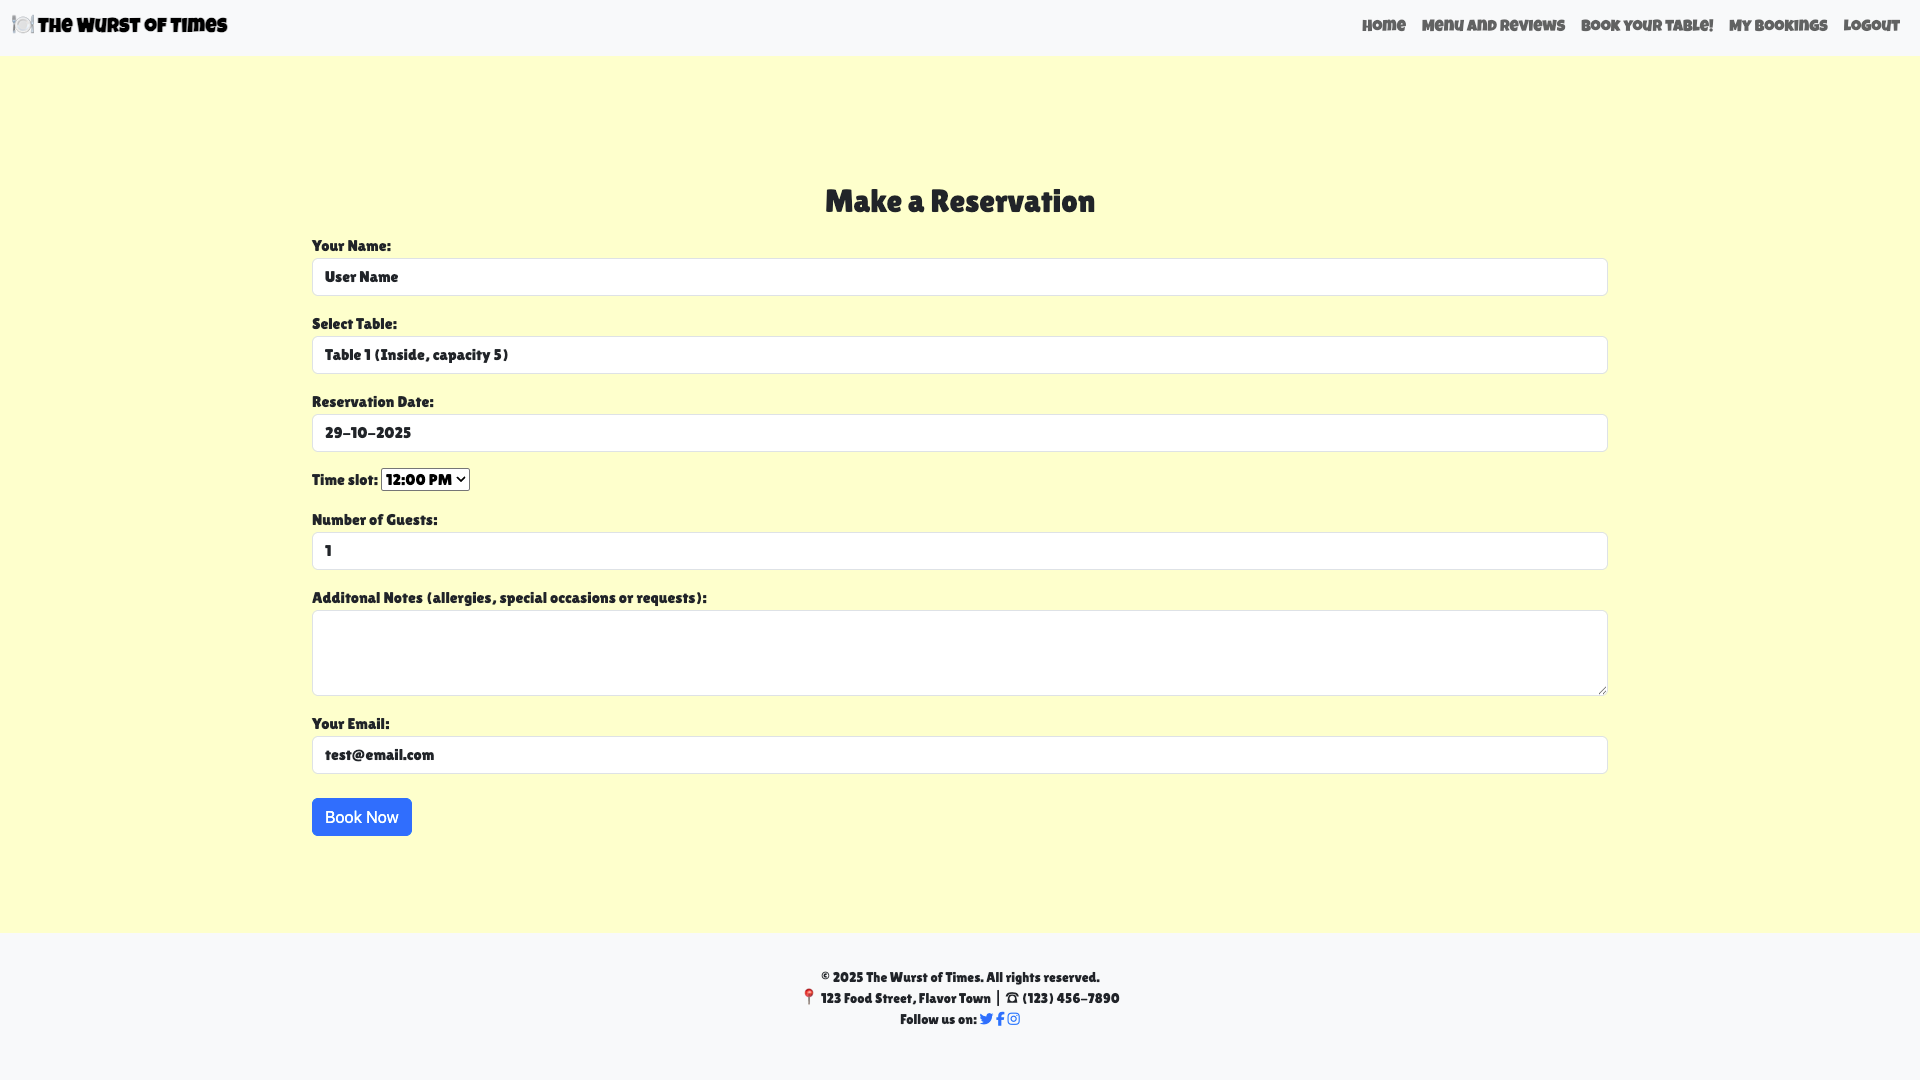 🍽️ The Wurst of Times
Home Menu and Reviews Book Your Table! My Bookings Logout
Make a Reservation
Your Name:
User Name
Select Table:
Table 1 (Inside, capacity 5)
Reservation Date:
29-10-2025
Time slot: 12:00 PM
Number of Guests:
1
Additonal Notes (allergies, special occasions or requests):
Your Email:
test@email.com
Book Now
© 2025 The Wurst of Times. All rights reserved.
📍 123 Food Street, Flavor Town | ☎ (123) 456-7890
Follow us on: